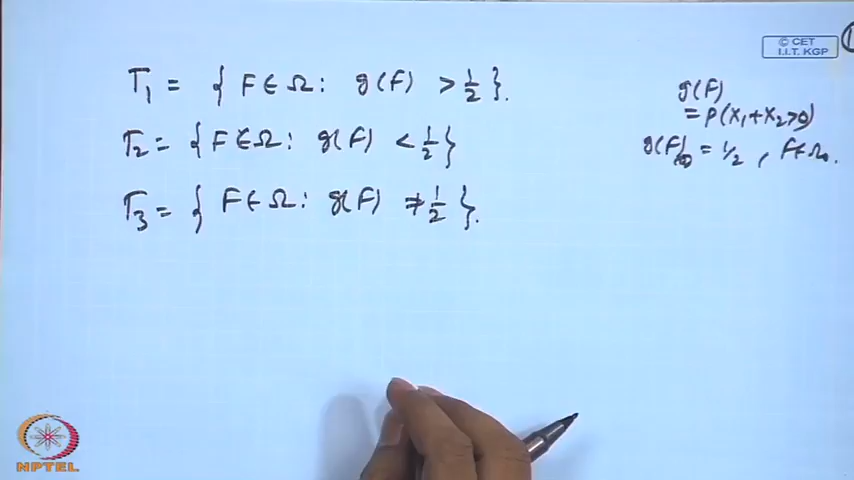 T₁ = { F ∈ Ω : g(F) > 1/2 }.
T₂ = { F ∈ Ω : g(F) < 1/2 }
T₃ = { F ∈ Ω : g(F) ≠ 1/2 }.
g(F)
= P(X₁+X₂>0)
g(F) = 1/2 , F∈Ω₀.
© CET
I.I.T. KGP
NPTEL